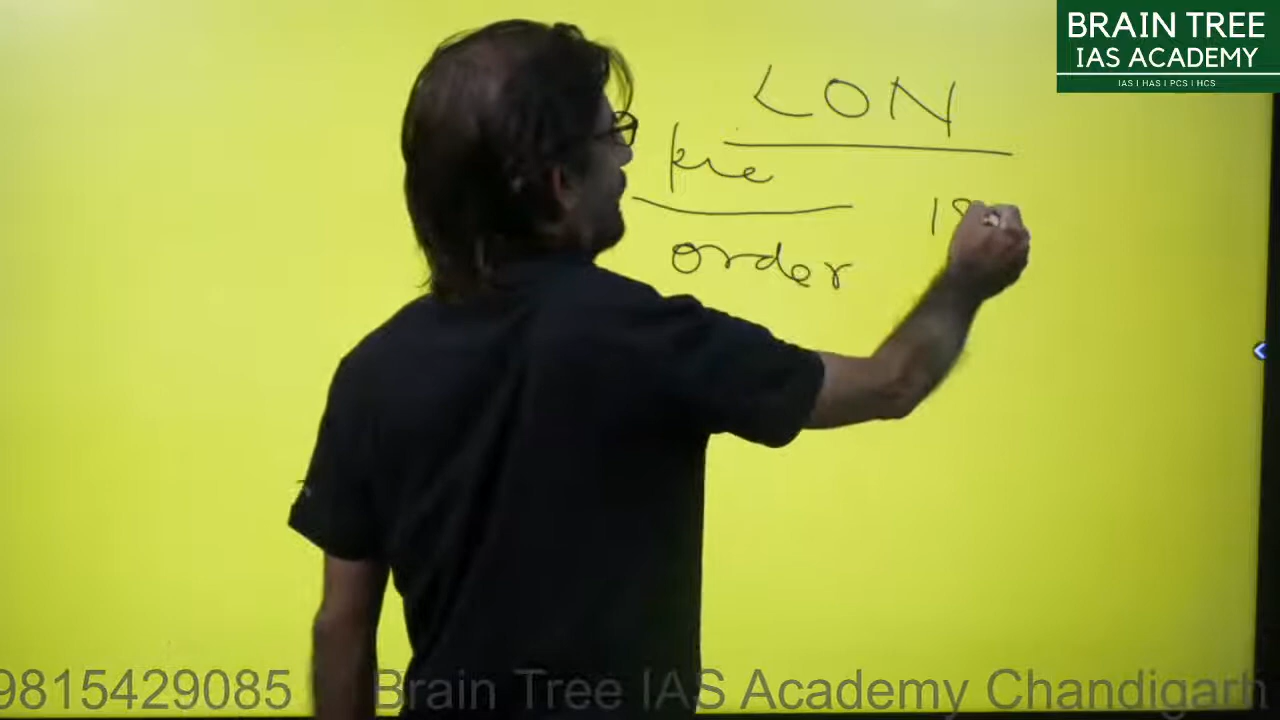 BRAIN TREE
IAS ACADEMY
IAS | HAS | PCS | HCS
LON
pre
order
9815429085 Brain Tree IAS Academy Chandigarh